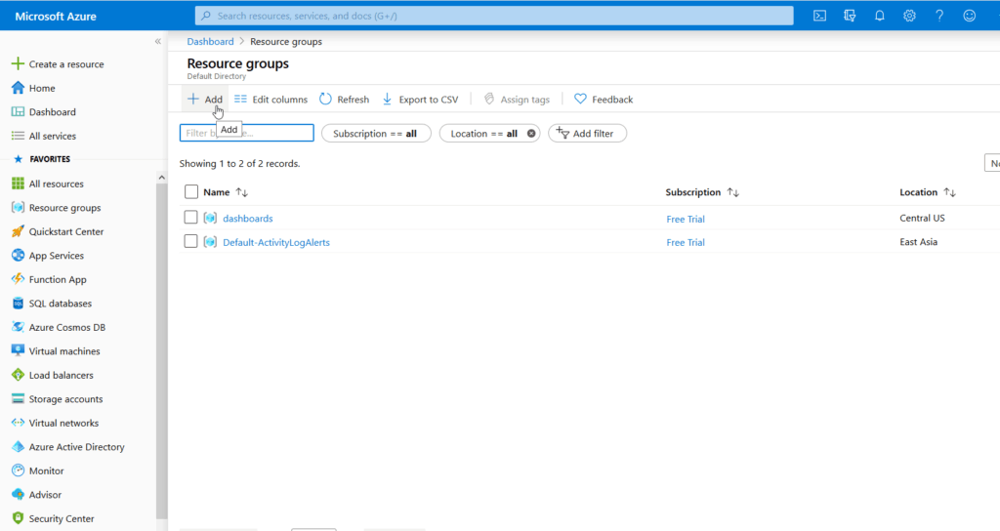 Microsoft Azure
Search resources, services, and docs (G+/)
«
Create a resource
Home
Dashboard
All services
FAVORITES
All resources
Resource groups
Quickstart Center
App Services
Function App
SQL databases
Azure Cosmos DB
Virtual machines
Load balancers
Storage accounts
Virtual networks
Azure Active Directory
Monitor
Advisor
Security Center
Dashboard > Resource groups
Resource groups
Default Directory
Add Edit columns Refresh Export to CSV Assign tags Feedback
Add
Subscription == all Location == all Add filter
Showing 1 to 2 of 2 records.
Name Subscription Location
dashboards Free Trial Central US
Default-ActivityLogAlerts Free Trial East Asia